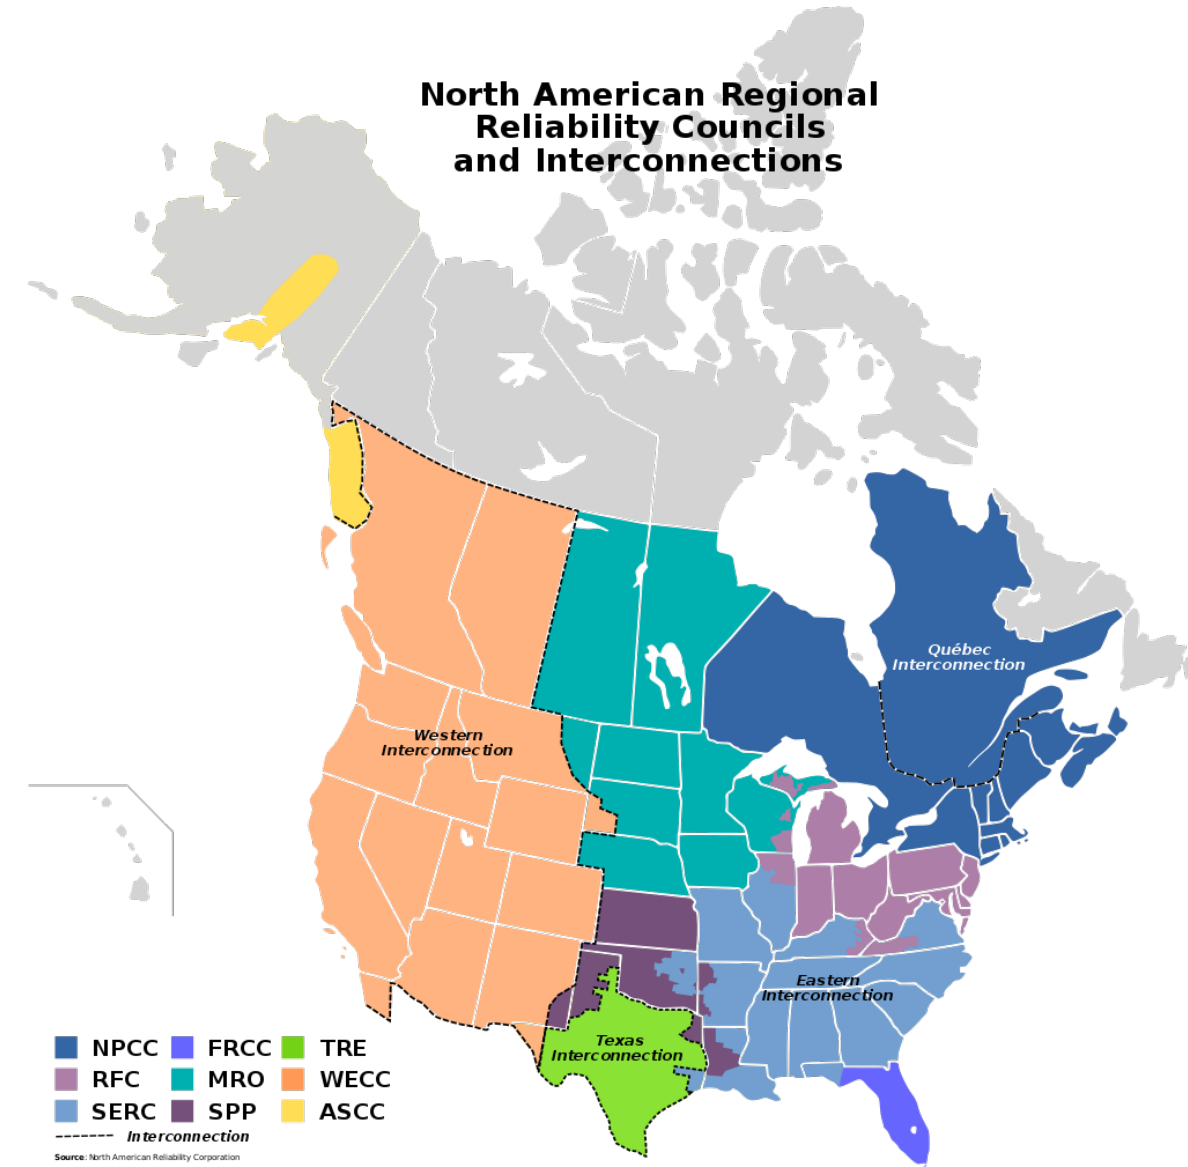 North American Regional
Reliability Councils
and Interconnections
Québec
Interconnection
Western
Interconnection
Eastern
Interconnection
Texas
Interconnection
NPCC FRCC TRE
RFC MRO WECC
SERC SPP ASCC
Interconnection
Source: North American Reliability Corporation